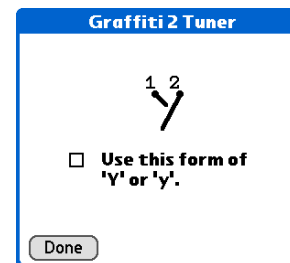 Graffiti 2 Tuner
1 2
Use this form of
'Y' or 'y'.
Done